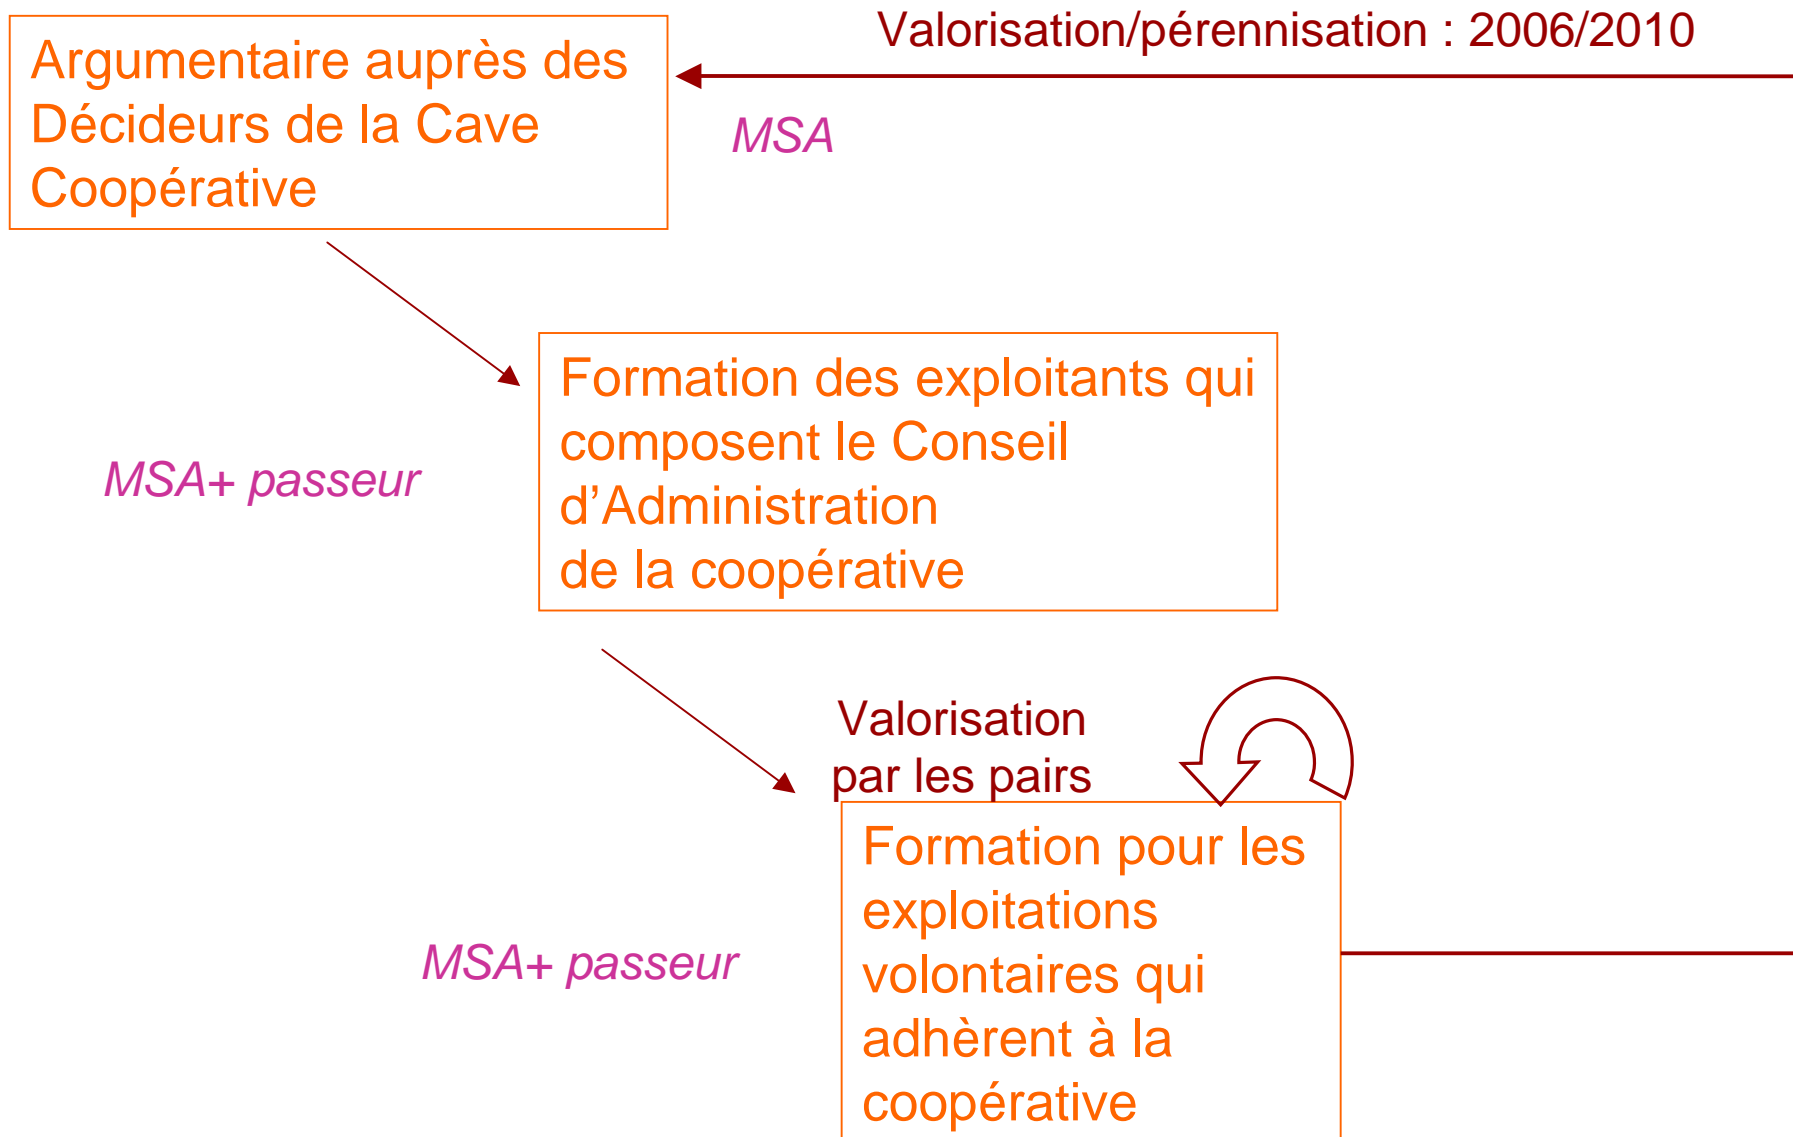 Valorisation/pérennisation : 2006/2010
Argumentaire auprès des
Décideurs de la Cave
Coopérative
MSA
Formation des exploitants qui
composent le Conseil
d’Administration
de la coopérative
MSA+ passeur
Valorisation
par les pairs
Formation pour les
exploitations
volontaires qui
adhèrent à la
coopérative
MSA+ passeur